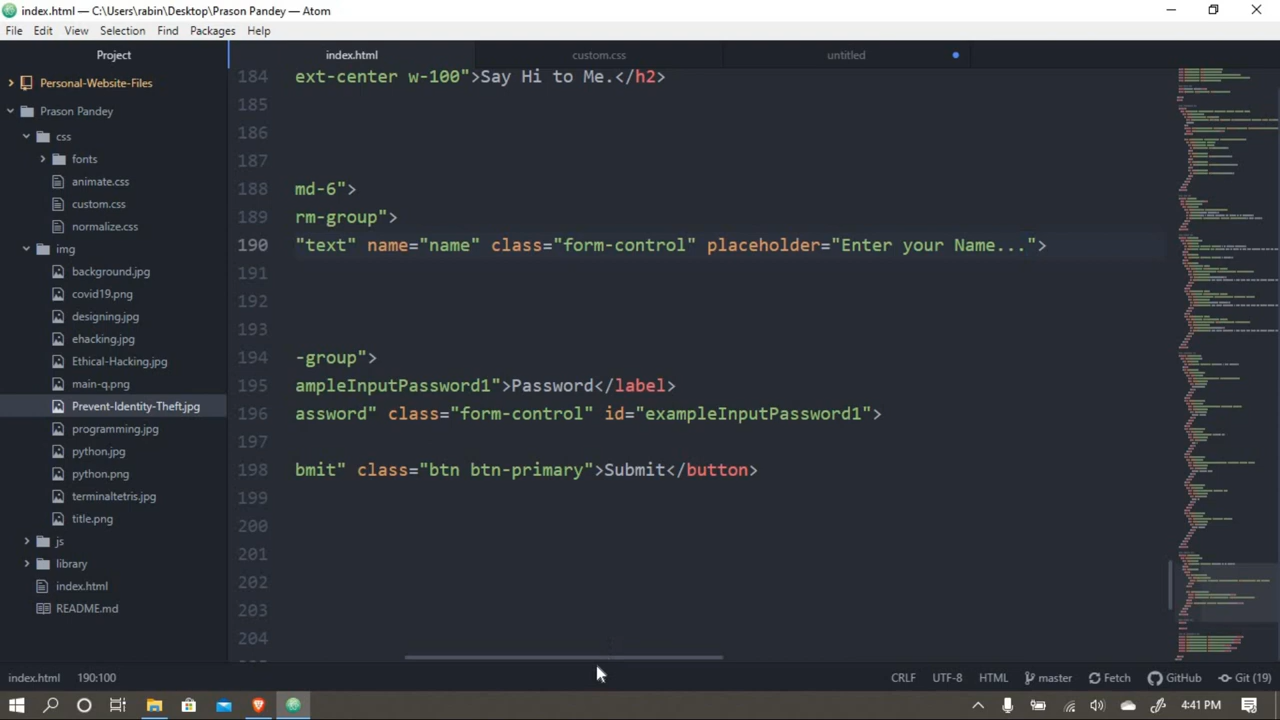 index.html — C:\Users\rabin\Desktop\Prason Pandey — Atom
File Edit View Selection Find Packages Help
Project
index.html
custom.css
untitled
Personal-Website-Files
Prason Pandey
css
fonts
animate.css
custom.css
normalize.css
img
background.jpg
covid19.png
designing.jpg
ehacking.jpg
Ethical-Hacking.jpg
main-q.png
Prevent-Identity-Theft.jpg
programming.jpg
python.jpg
python.png
terminaltetris.jpg
title.png
js
library
index.html
README.md
184 ext-center w-100">Say Hi to Me.</h2>
185
186
187
188 md-6">
189 rm-group">
190 "text" name="name" class="form-control" placeholder="Enter your Name...">
191
192
193
194 -group">
195 ampleInputPassword1">Password</label>
196 assword" class="form-control" id="exampleInputPassword1">
197
198 bmit" class="btn btn-primary">Submit</button>
199
200
201
202
203
204
index.html 190:100 CRLF UTF-8 HTML master Fetch GitHub Git (19)
4:41 PM